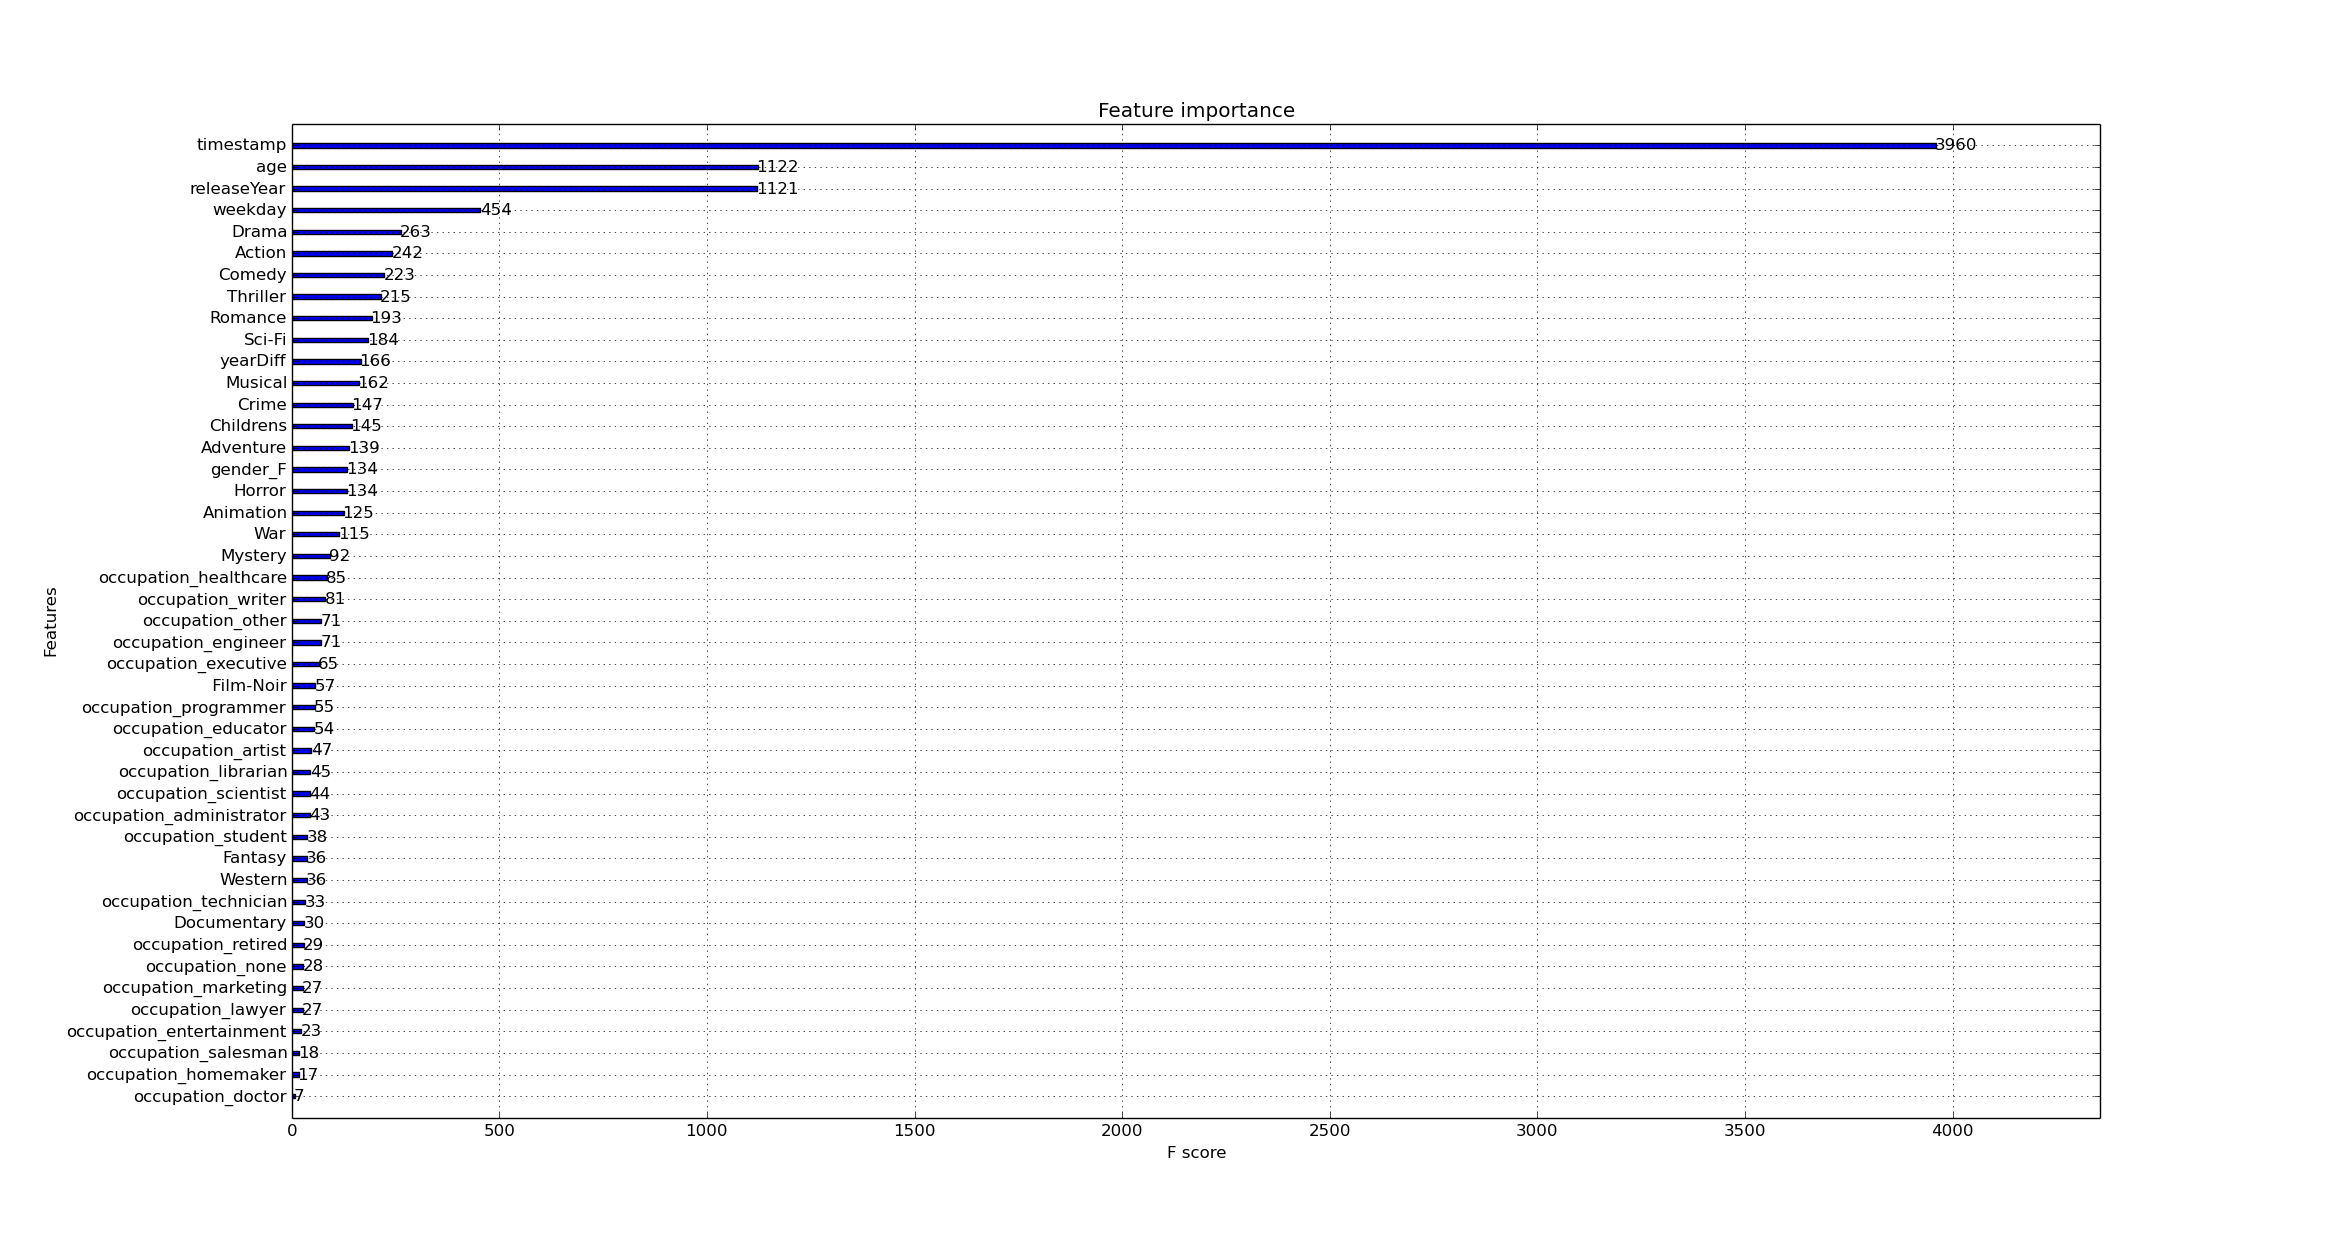 Feature importance
timestamp 3960
age 1122
releaseYear 1121
weekday 454
Drama 263
Action 242
Comedy 223
Thriller 215
Romance 193
Sci-Fi 184
yearDiff 166
Musical 162
Crime 147
Childrens 145
Adventure 139
gender_F 134
Horror 134
Animation 125
War 115
Mystery 92
occupation_healthcare 85
occupation_writer 81
occupation_other 71
occupation_engineer 71
occupation_executive 65
Film-Noir 57
occupation_programmer 55
occupation_educator 54
occupation_artist 47
occupation_librarian 45
occupation_scientist 44
occupation_administrator 43
occupation_student 38
Fantasy 36
Western 36
occupation_technician 33
Documentary 30
occupation_retired 29
occupation_none 28
occupation_marketing 27
occupation_lawyer 27
occupation_entertainment 23
occupation_salesman 18
occupation_homemaker 17
occupation_doctor 7
Features
0 500 1000 1500 2000 2500 3000 3500 4000
F score